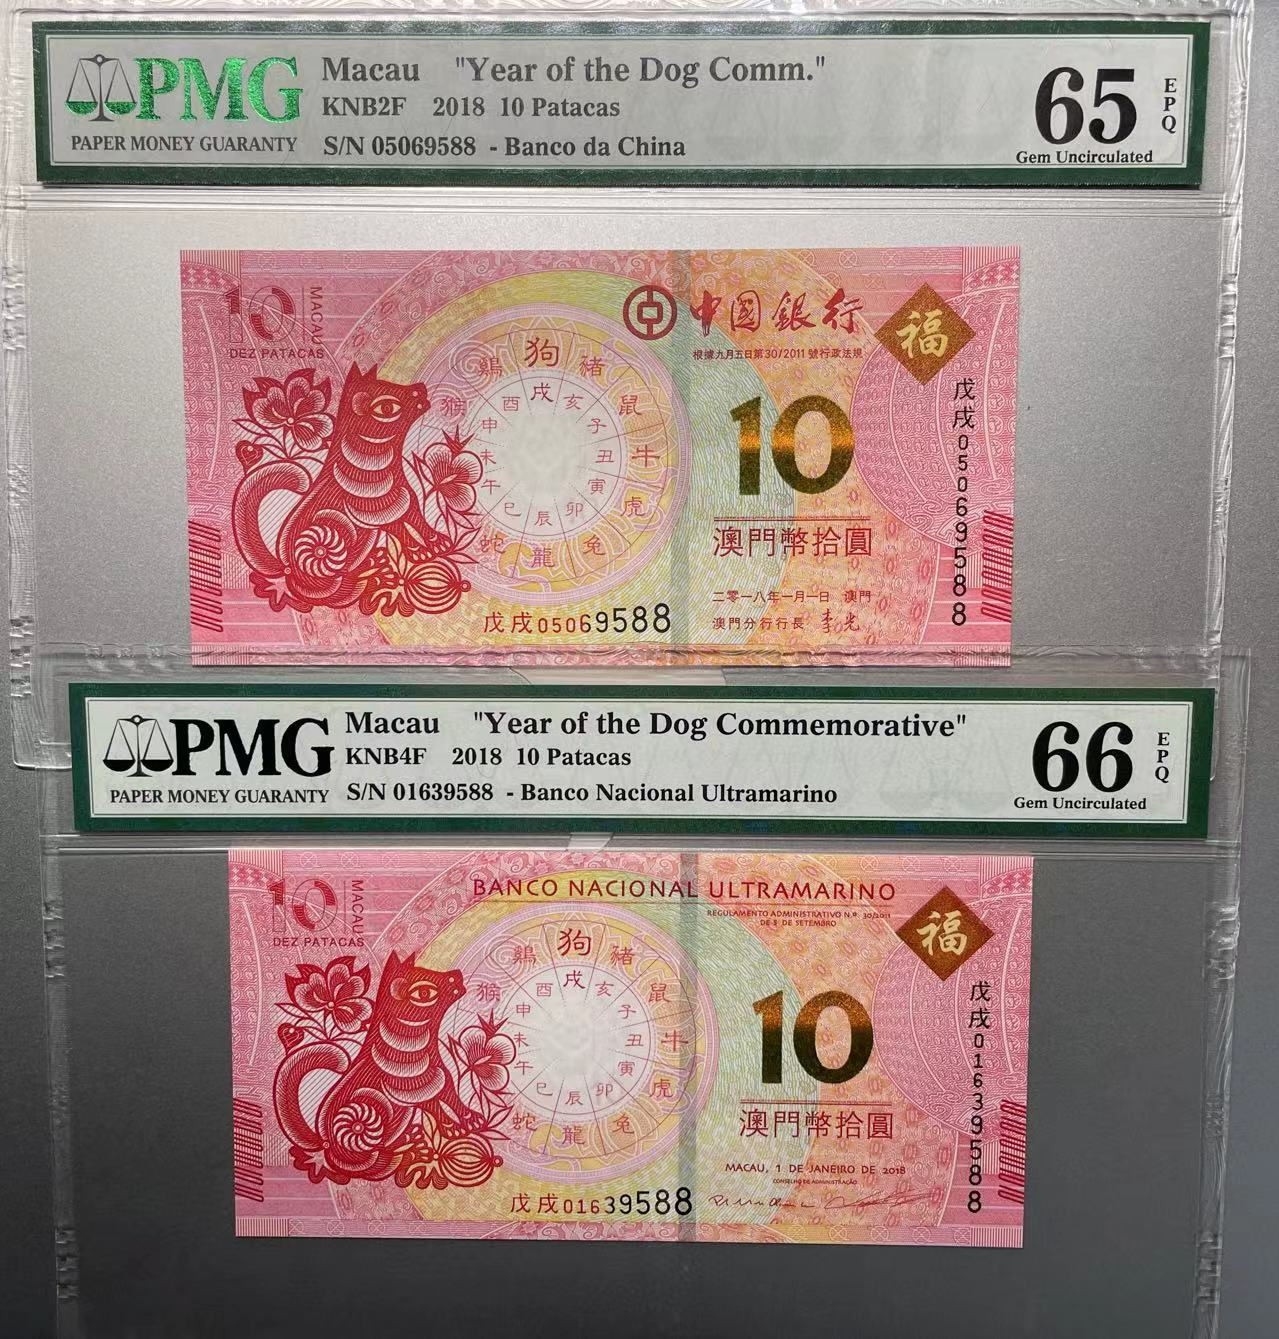 PMG
PAPER MONEY GUARANTY
Macau "Year of the Dog Comm."
KNB2F 2018 10 Patacas
S/N 05069588 - Banco da China
65
EPQ
Gem Uncirculated
10
MACAU
DEZ PATACAS
中國銀行
根據九月五日第30/2011號行政法規
福
狗
豬
鼠
牛
虎
兔
龍
蛇
猴
鷄
戌
亥
子
丑
寅
卯
辰
巳
午
未
申
酉
10
澳門幣拾圓
二零一八年一月一日 澳門
澳門分行行長 李光
戊戌05069588
戊戌05069588
PMG
PAPER MONEY GUARANTY
Macau "Year of the Dog Commemorative"
KNB4F 2018 10 Patacas
S/N 01639588 - Banco Nacional Ultramarino
66
EPQ
Gem Uncirculated
10
MACAU
DEZ PATACAS
BANCO NACIONAL ULTRAMARINO
REGULAMENTO ADMINISTRATIVO N.º 30/2011
DE 5 DE SETEMBRO
福
狗
豬
鼠
牛
虎
兔
龍
蛇
猴
鷄
戌
亥
子
丑
寅
卯
辰
巳
午
未
申
酉
10
澳門幣拾圓
MACAU, 1 DE JANEIRO DE 2018
CONSELHO DE ADMINISTRAÇÃO
戊戌01639588
戊戌01639588